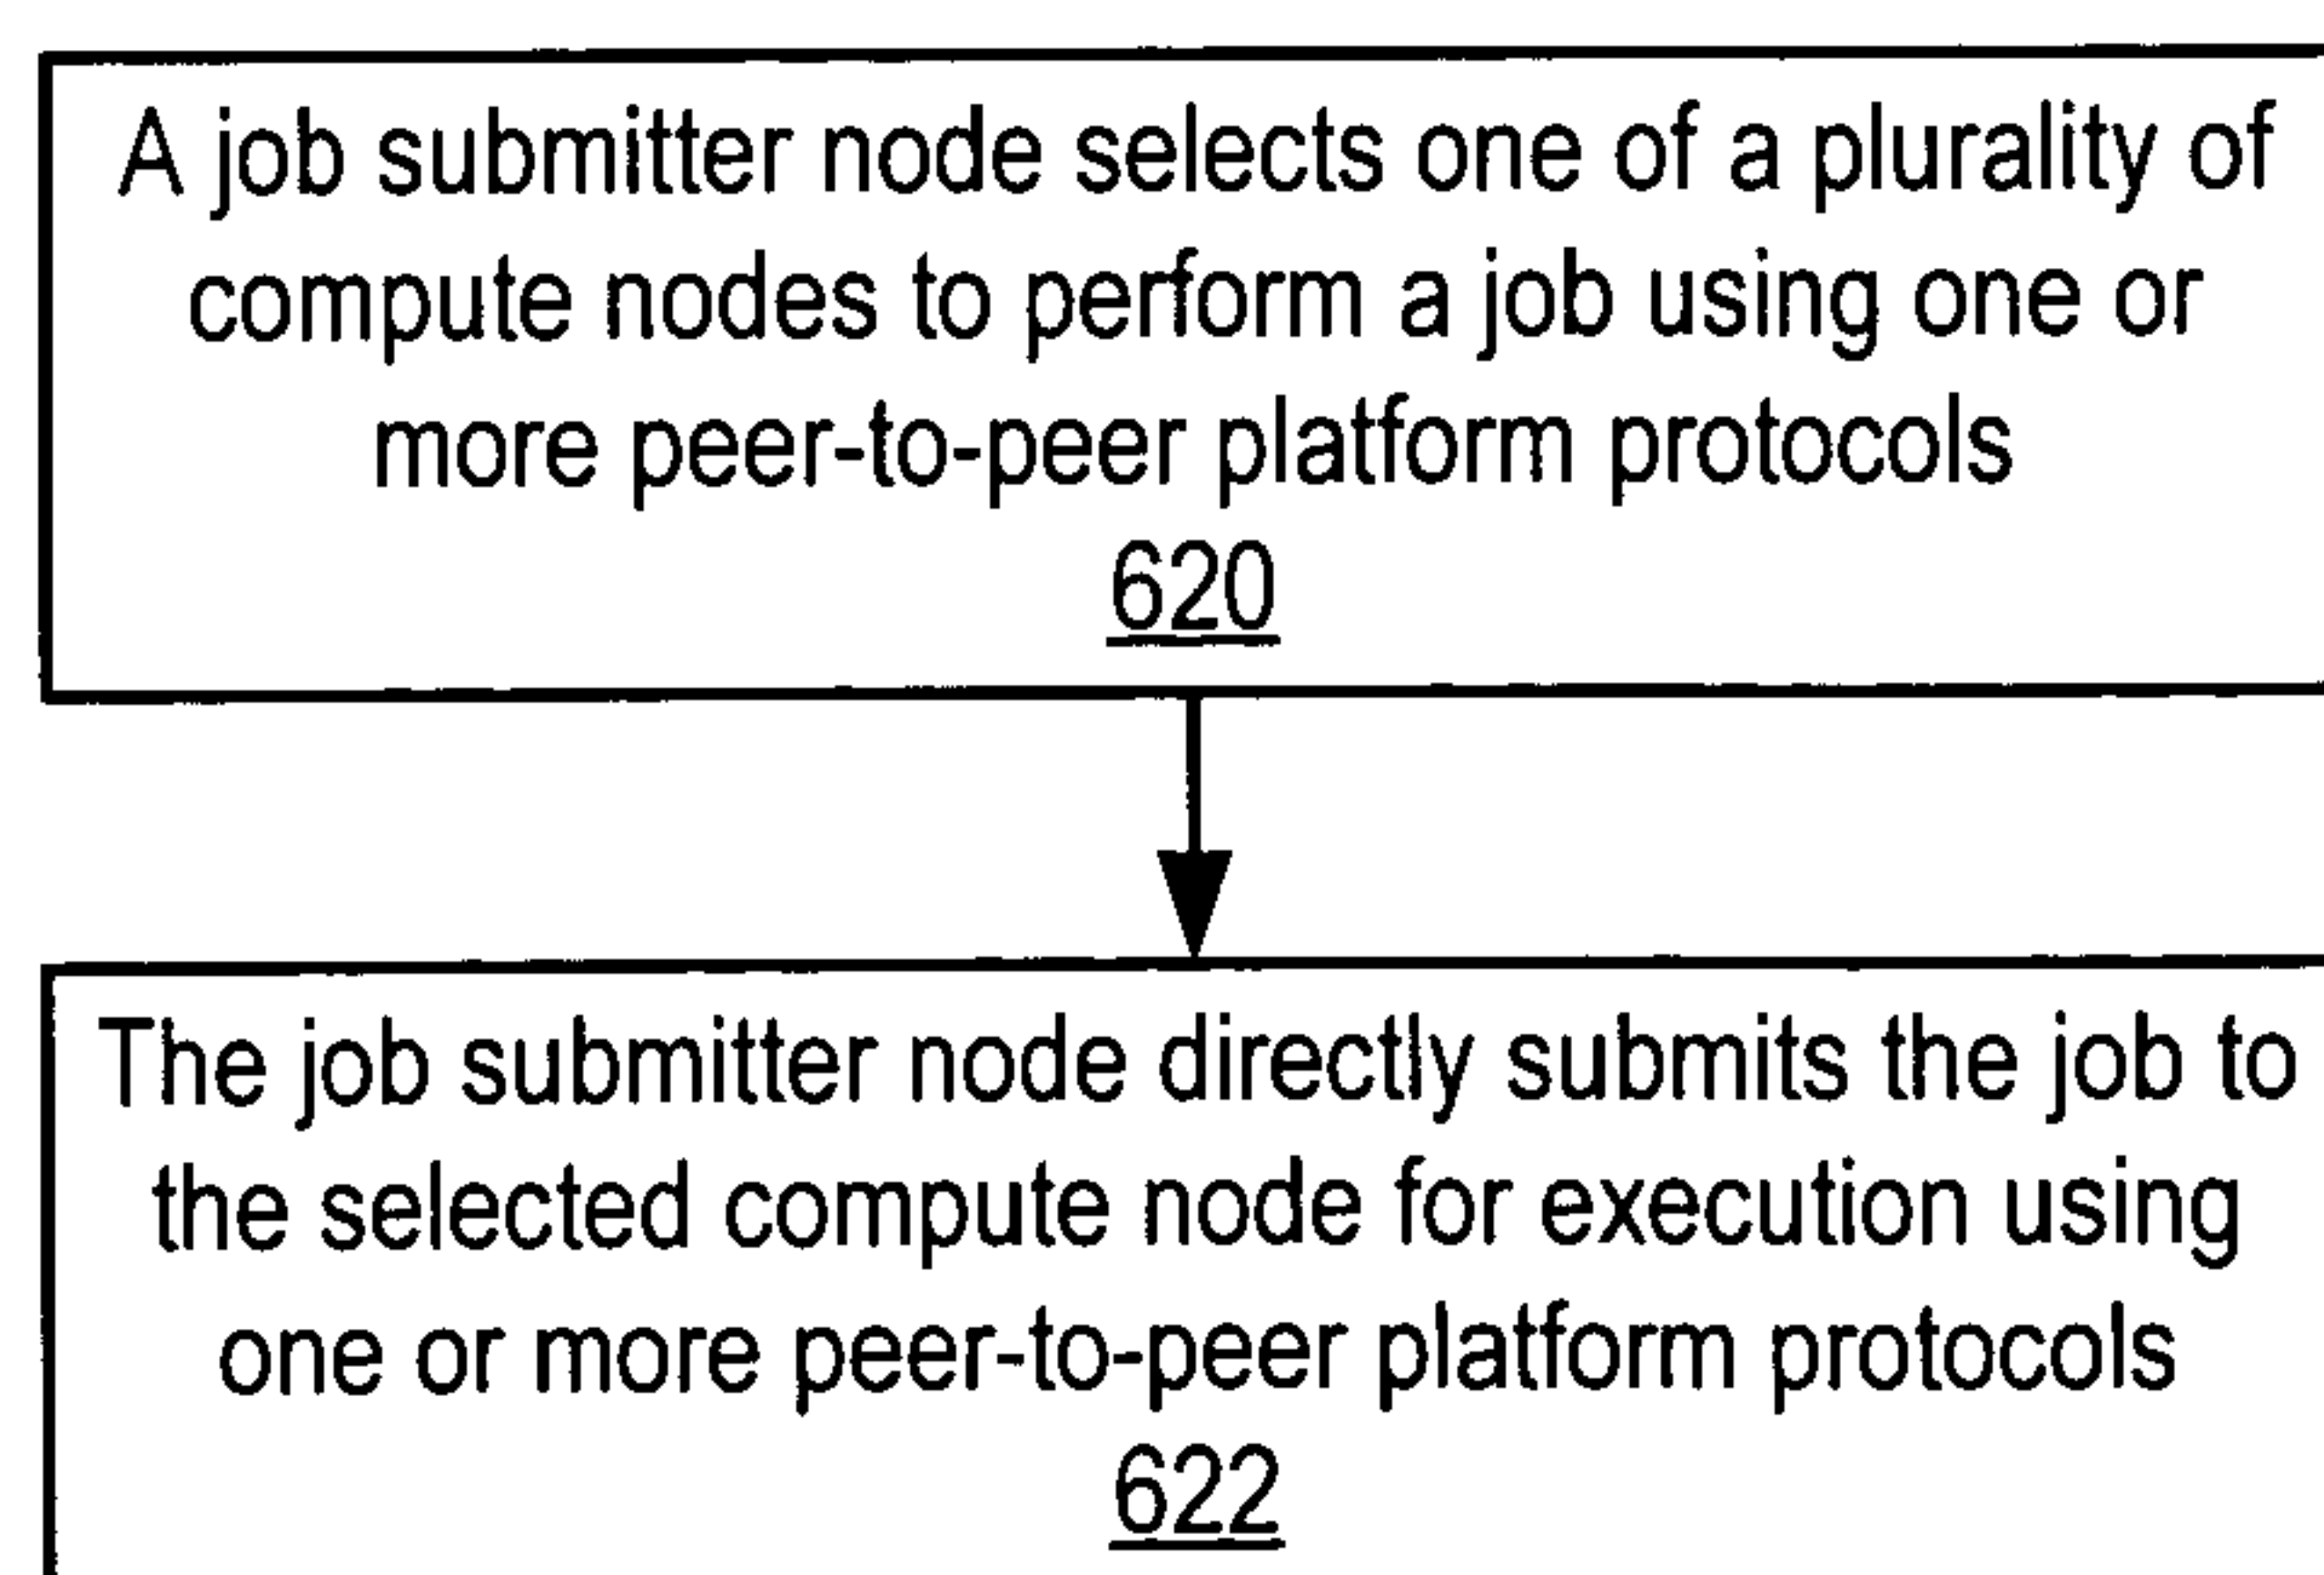 A job submitter node selects one of a plurality of
compute nodes to perform a job using one or
more peer-to-peer platform protocols
620
The job submitter node directly submits the job to
the selected compute node for execution using
one or more peer-to-peer platform protocols
622